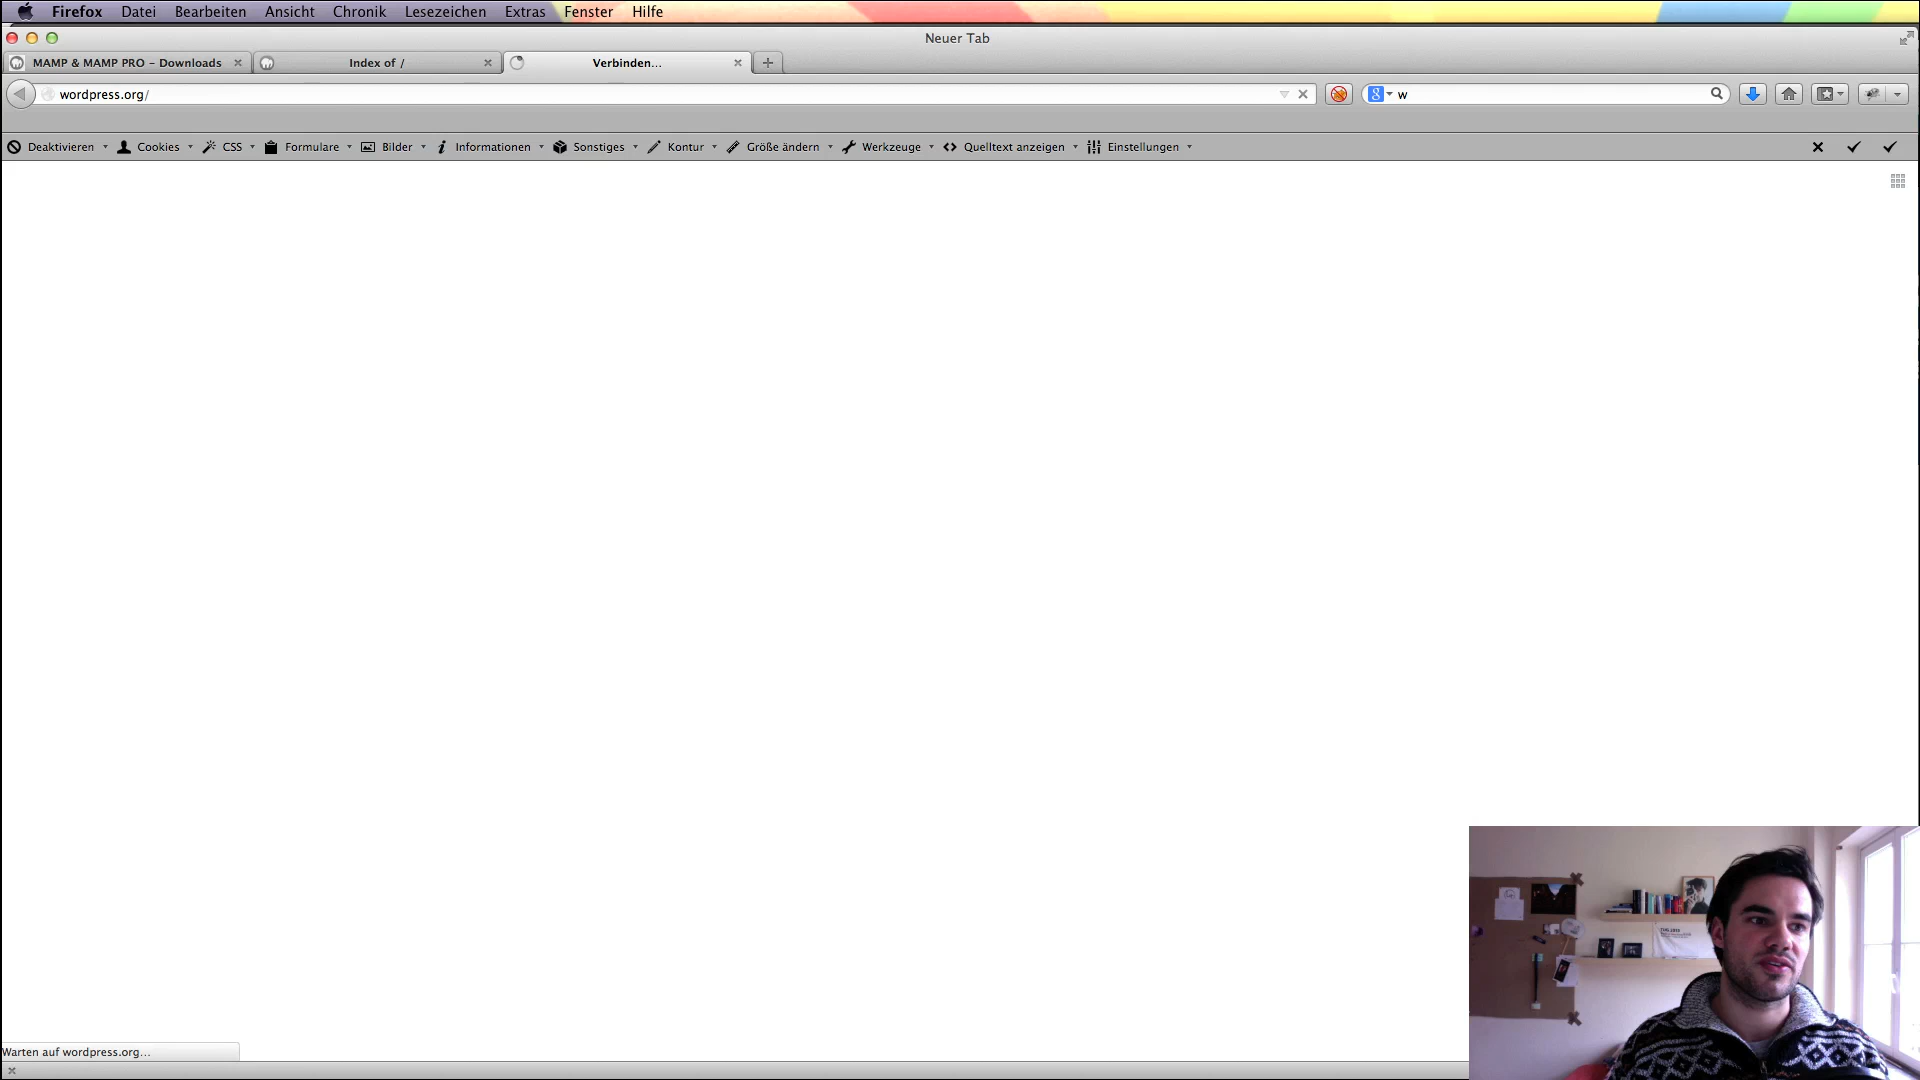 Firefox Datei Bearbeiten Ansicht Chronik Lesezeichen Extras Fenster Hilfe
Neuer Tab
MAMP & MAMP PRO – Downloads
Index of /
Verbinden…
wordpress.org/
w
Deaktivieren Cookies CSS Formulare Bilder Informationen Sonstiges Kontur Größe ändern Werkzeuge Quelltext anzeigen Einstellungen
Warten auf wordpress.org…